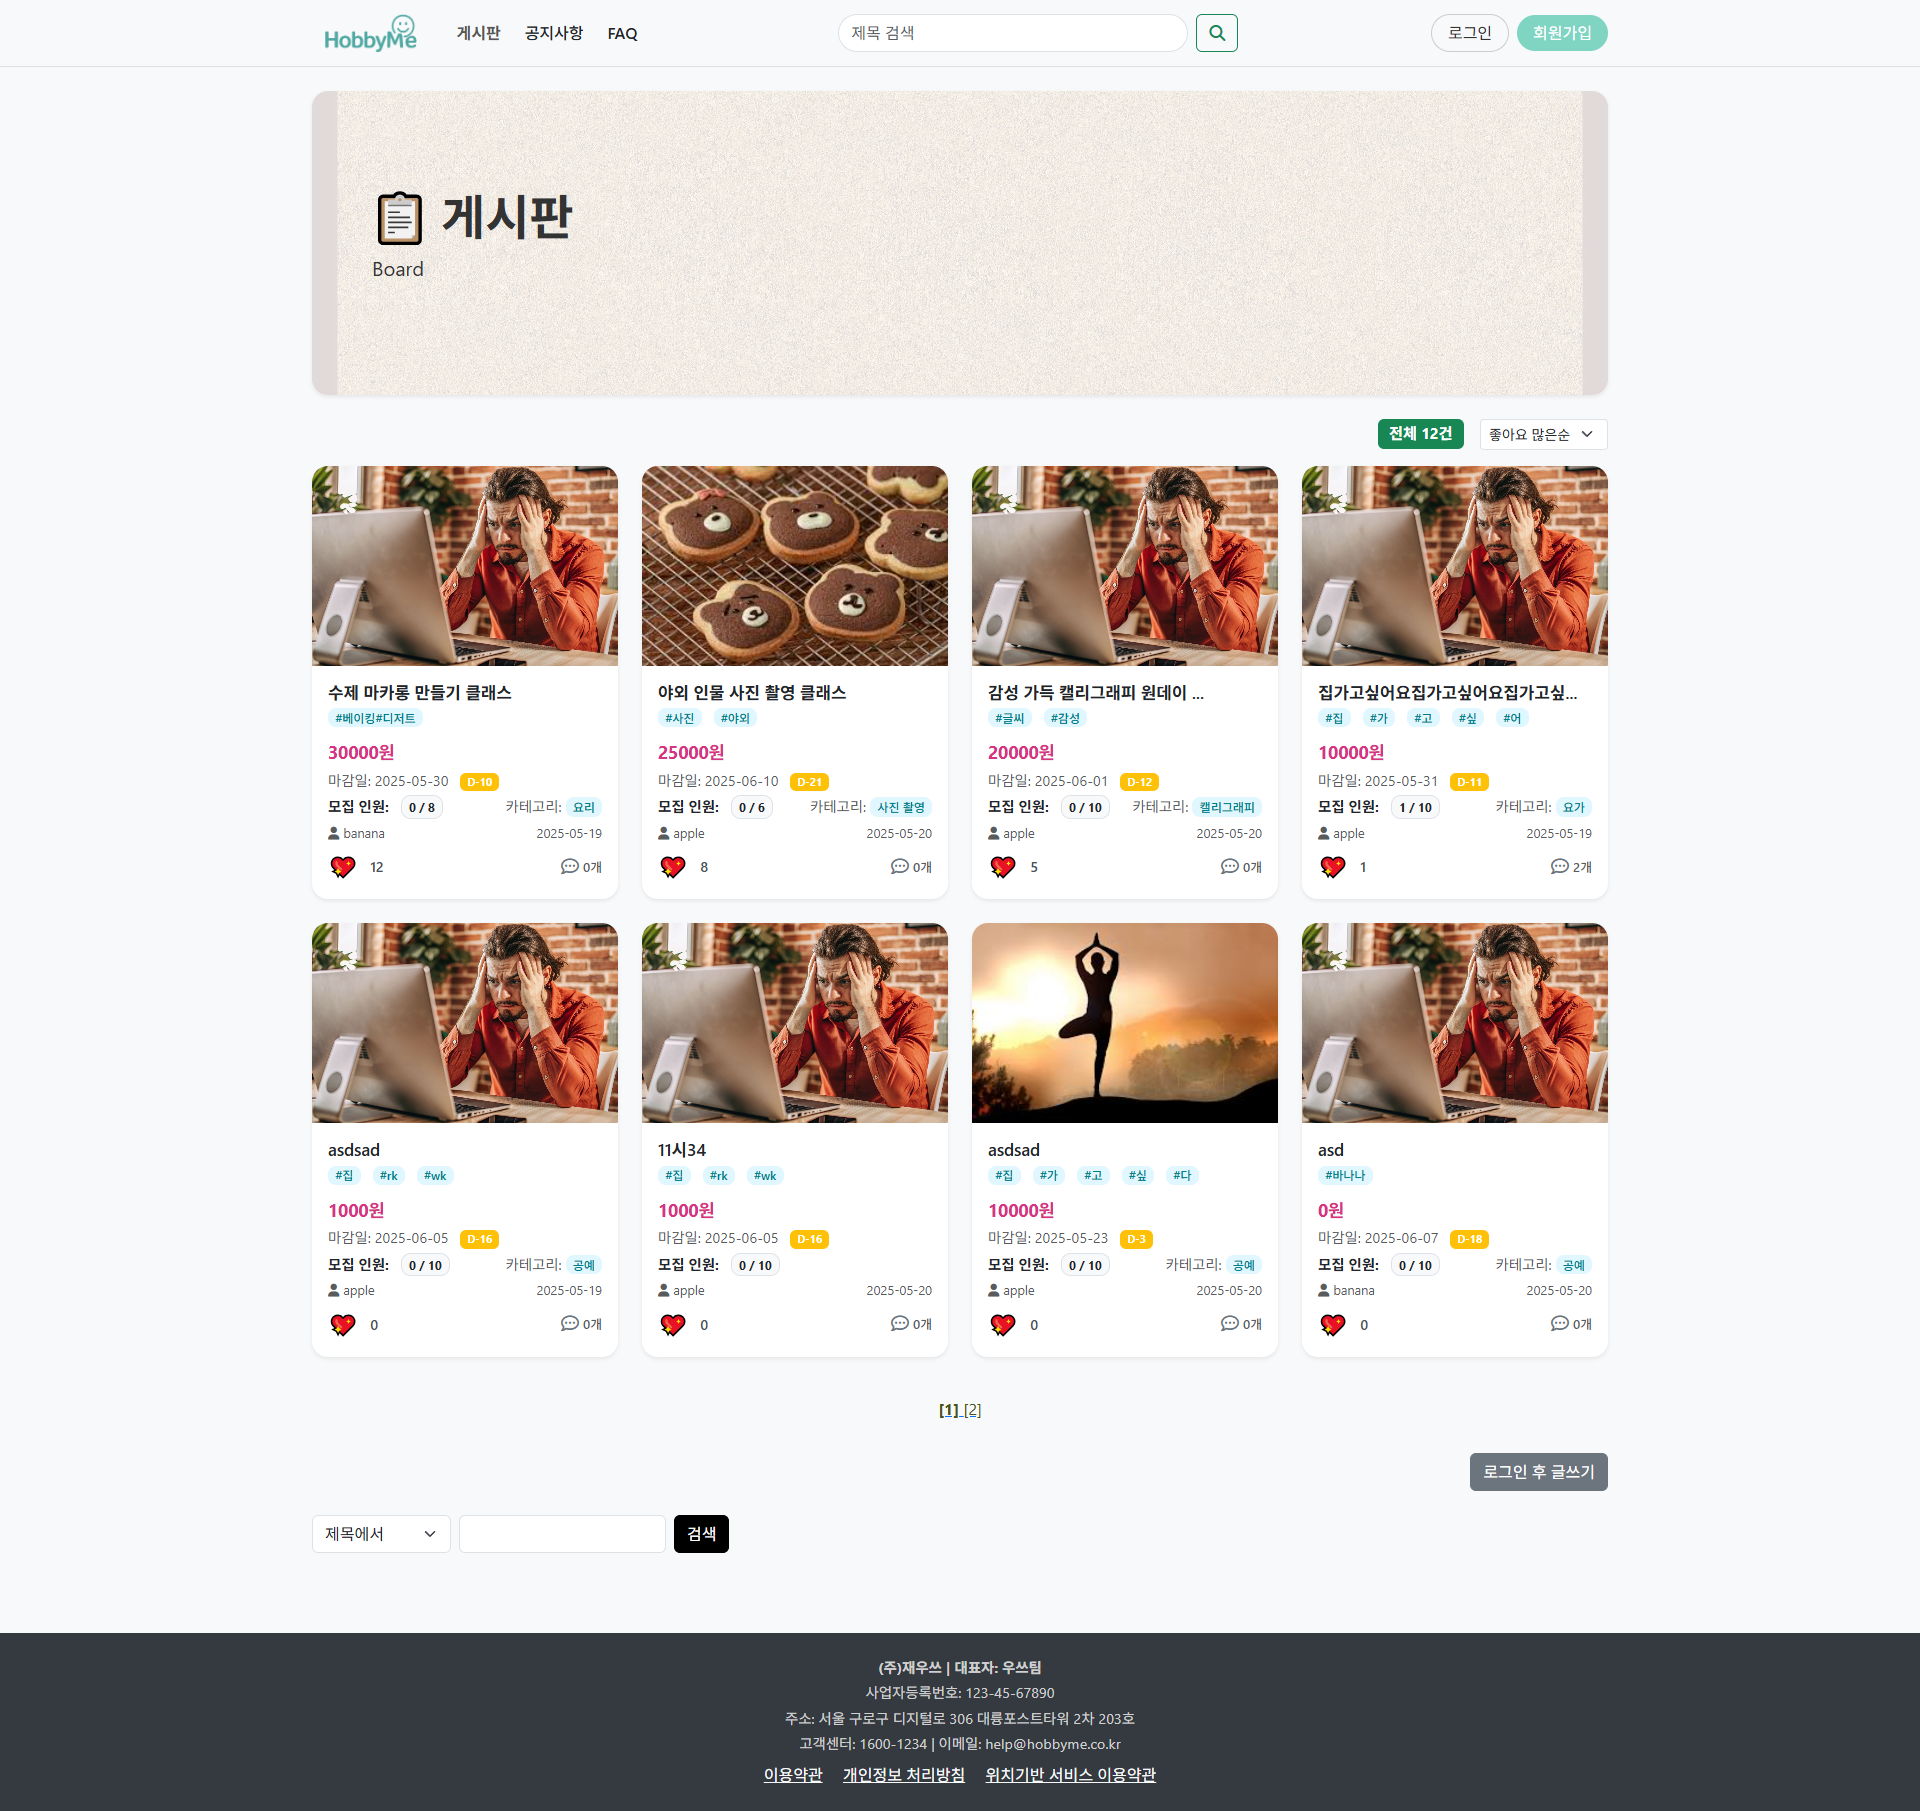 HobbyMe 게시판 공지사항 FAQ 제목 검색 로그인 회원가입
게시판
Board
전체 12건 좋아요 많은순
수제 마카롱 만들기 클래스
#베이킹#디저트
30000원
마감일: 2025-05-30 D-10
모집 인원: 0 / 8 카테고리: 요리
banana 2025-05-19
12 0개
야외 인물 사진 촬영 클래스
#사진 #야외
25000원
마감일: 2025-06-10 D-21
모집 인원: 0 / 6 카테고리: 사진 촬영
apple 2025-05-20
8 0개
감성 가득 캘리그래피 원데이 ...
#글씨 #감성
20000원
마감일: 2025-06-01 D-12
모집 인원: 0 / 10 카테고리: 캘리그래피
apple 2025-05-20
5 0개
집가고싶어요집가고싶어요집가고싶...
#집 #가 #고 #싶 #어
10000원
마감일: 2025-05-31 D-11
모집 인원: 1 / 10 카테고리: 요가
apple 2025-05-19
1 2개
asdsad
#집 #rk #wk
1000원
마감일: 2025-06-05 D-16
모집 인원: 0 / 10 카테고리: 공예
apple 2025-05-19
0 0개
11시34
#집 #rk #wk
1000원
마감일: 2025-06-05 D-16
모집 인원: 0 / 10
apple 2025-05-20
0 0개
asdsad
#집 #가 #고 #싶 #다
10000원
마감일: 2025-05-23 D-3
모집 인원: 0 / 10 카테고리: 공예
apple 2025-05-20
0 0개
asd
#바나나
0원
마감일: 2025-06-07 D-18
모집 인원: 0 / 10 카테고리: 공예
banana 2025-05-20
0 0개
[1] [2]
로그인 후 글쓰기
제목에서 검색
(주)재우쓰 | 대표자: 우쓰팀
사업자등록번호: 123-45-67890
주소: 서울 구로구 디지털로 306 대륭포스트타워 2차 203호
고객센터: 1600-1234 | 이메일: help@hobbyme.co.kr
이용약관 개인정보 처리방침 위치기반 서비스 이용약관